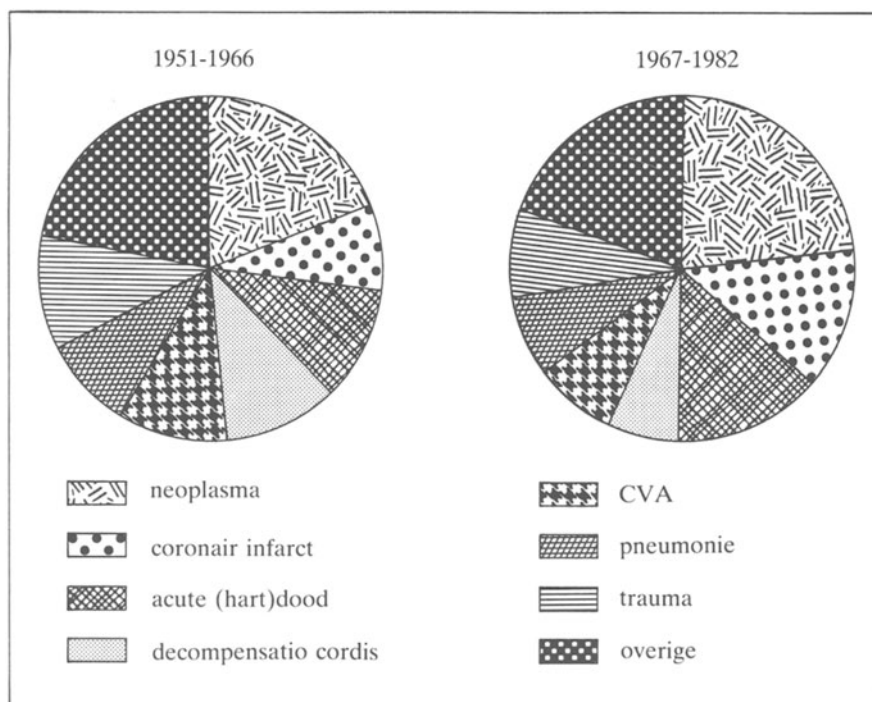 1951-1966
1967-1982
neoplasma
coronair infarct
acute (hart)dood
decompensatio cordis
CVA
pneumonie
trauma
overige